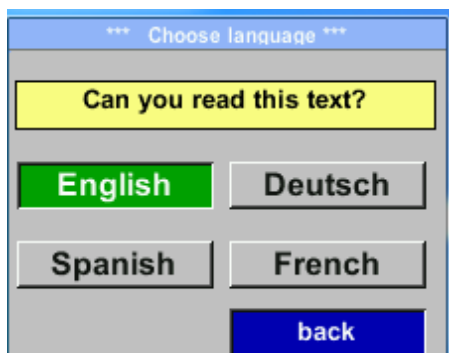 *** Choose language ***
Can you read this text?
English Deutsch
Spanish French
back